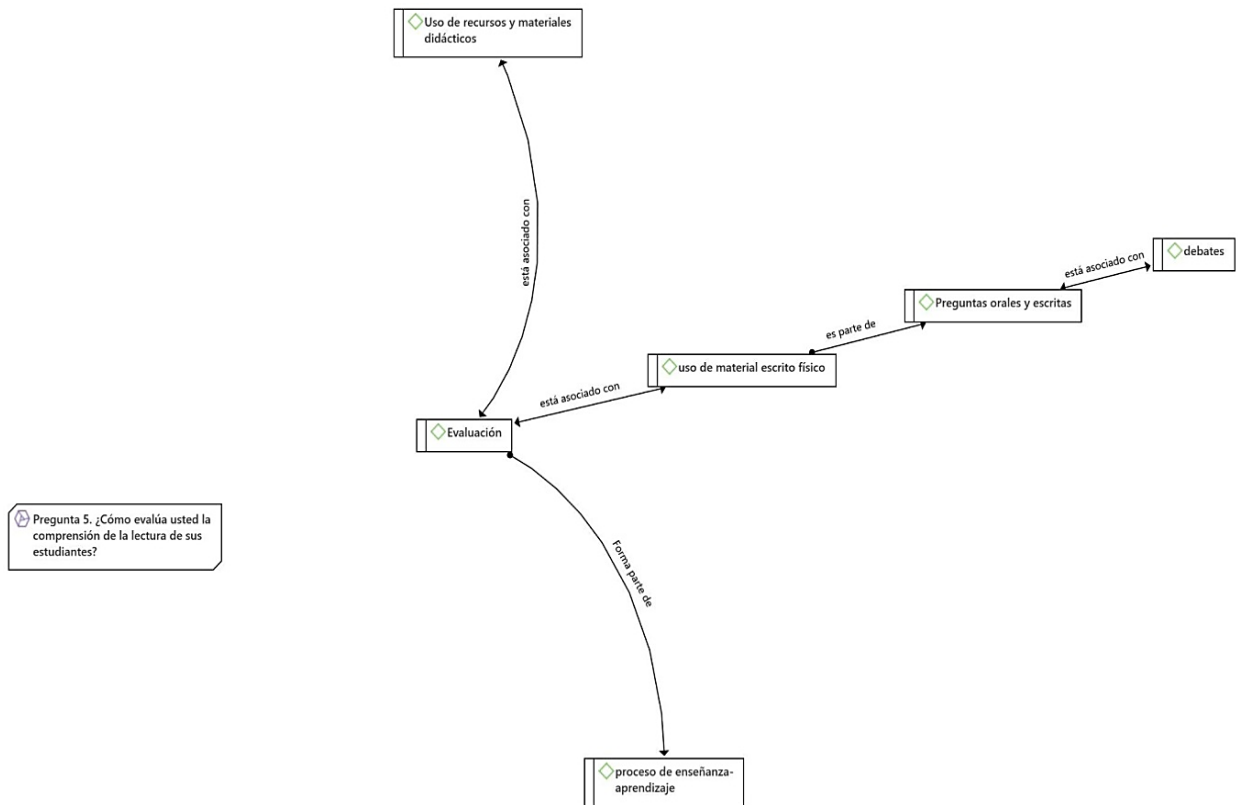 Uso de recursos y materiales
didácticos
está asociado con
debates
está asociado con
Preguntas orales y escritas
es parte de
uso de material escrito físico
está asociado con
Evaluación
Pregunta 5. ¿Cómo evalúa usted la
comprensión de la lectura de sus
estudiantes?
Forma parte de
proceso de enseñanza-
aprendizaje